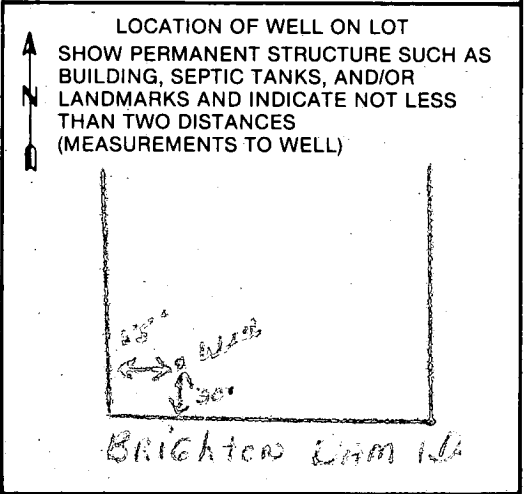 LOCATION OF WELL ON LOT
SHOW PERMANENT STRUCTURE SUCH AS
BUILDING, SEPTIC TANKS, AND/OR
LANDMARKS AND INDICATE NOT LESS
THAN TWO DISTANCES
(MEASUREMENTS TO WELL)
N
Well
30'
BRIGhtON DAM